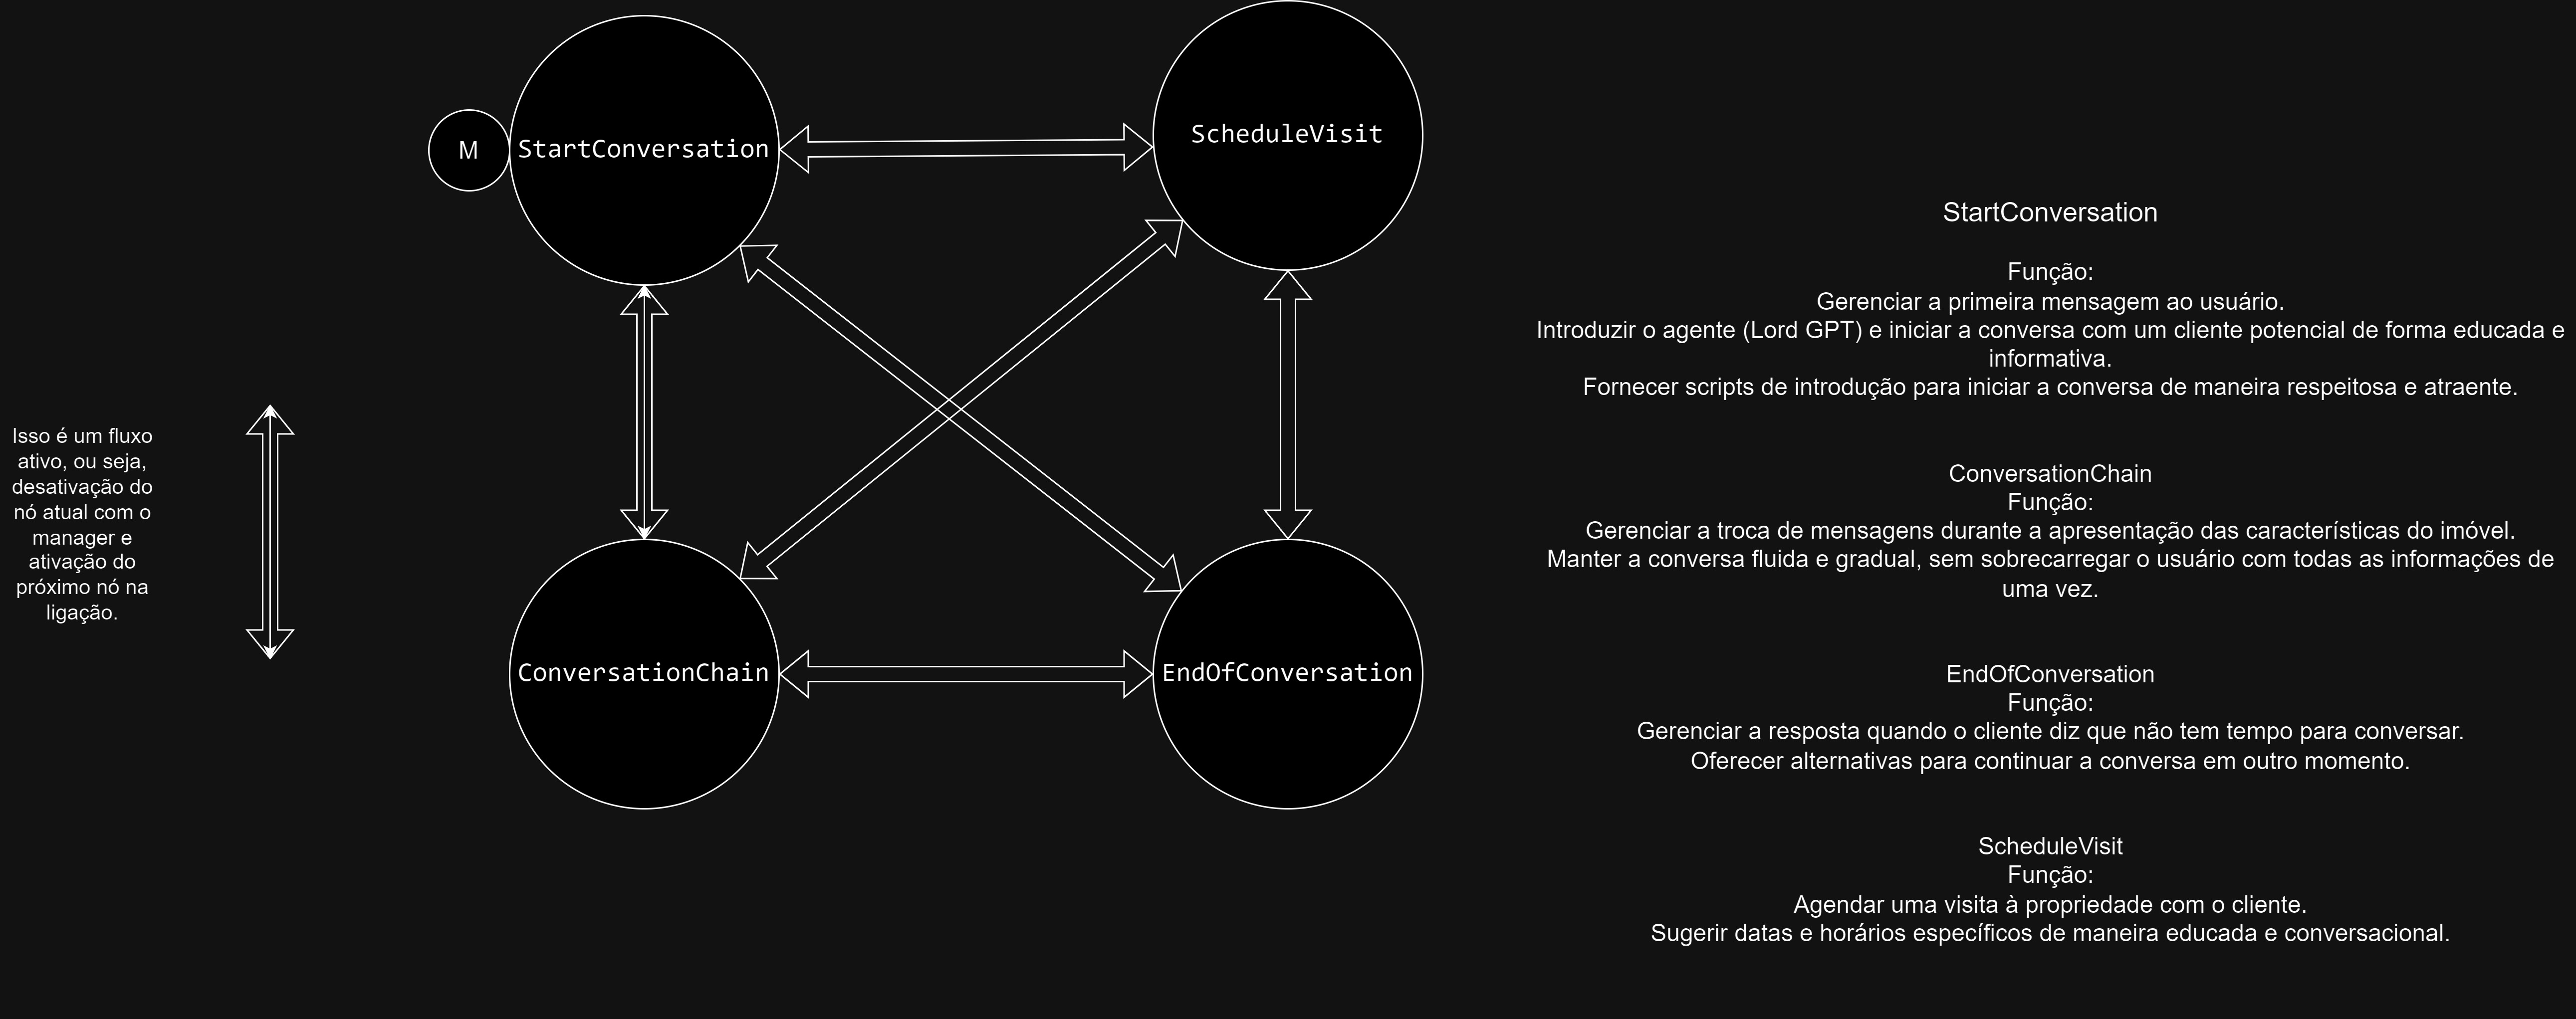 M
StartConversation
ScheduleVisit
ConversationChain
EndOfConversation
Isso é um fluxo
ativo, ou seja,
desativação do
nó atual com o
manager e
ativação do
próximo nó na
ligação.
StartConversation
Função:
Gerenciar a primeira mensagem ao usuário.
Introduzir o agente (Lord GPT) e iniciar a conversa com um cliente potencial de forma educada e
informativa.
Fornecer scripts de introdução para iniciar a conversa de maneira respeitosa e atraente.
ConversationChain
Função:
Gerenciar a troca de mensagens durante a apresentação das características do imóvel.
Manter a conversa fluida e gradual, sem sobrecarregar o usuário com todas as informações de
uma vez.
EndOfConversation
Função:
Gerenciar a resposta quando o cliente diz que não tem tempo para conversar.
Oferecer alternativas para continuar a conversa em outro momento.
ScheduleVisit
Função:
Agendar uma visita à propriedade com o cliente.
Sugerir datas e horários específicos de maneira educada e conversacional.